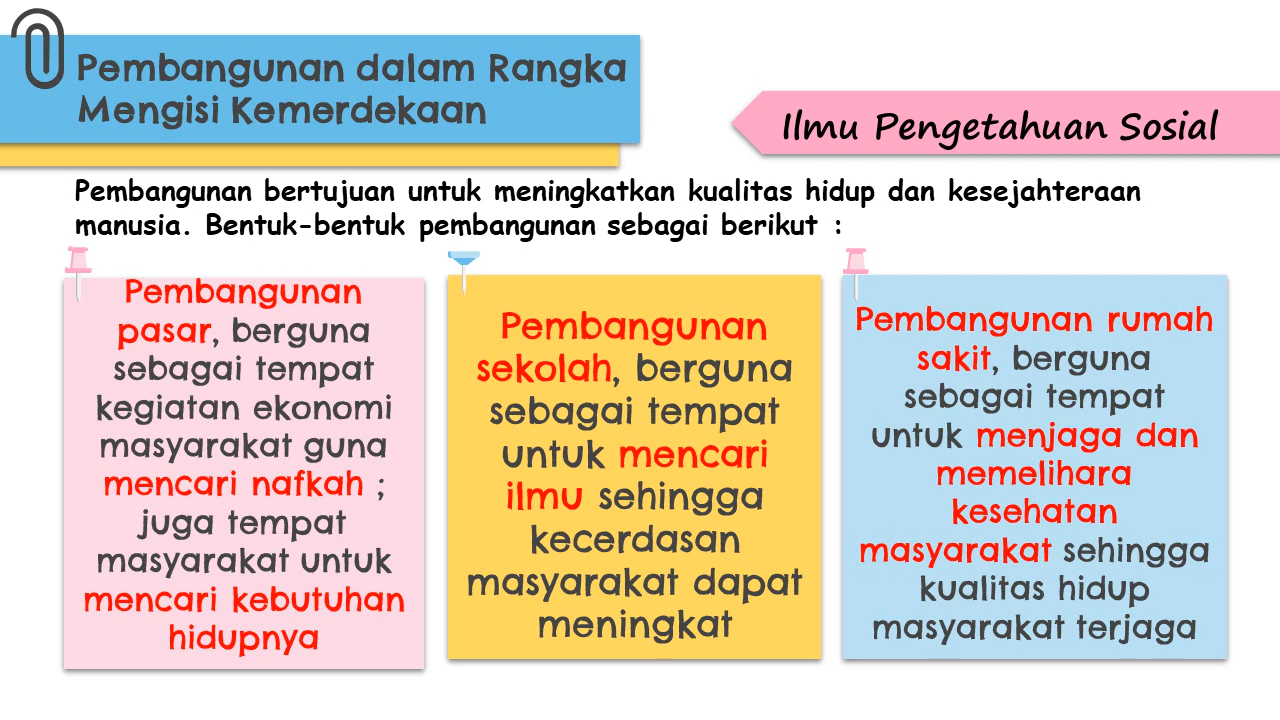 Pembangunan dalam Rangka
Mengisi Kemerdekaan
Ilmu Pengetahuan Sosial
Pembangunan bertujuan untuk meningkatkan kualitas hidup dan kesejahteraan
manusia. Bentuk-bentuk pembangunan sebagai berikut :
Pembangunan
pasar, berguna
sebagai tempat
kegiatan ekonomi
masyarakat guna
mencari nafkah ;
juga tempat
masyarakat untuk
mencari kebutuhan
hidupnya
Pembangunan
sekolah, berguna
sebagai tempat
untuk mencari
ilmu sehingga
kecerdasan
masyarakat dapat
meningkat
Pembangunan rumah
sakit, berguna
sebagai tempat
untuk menjaga dan
memelihara
kesehatan
masyarakat sehingga
kualitas hidup
masyarakat terjaga